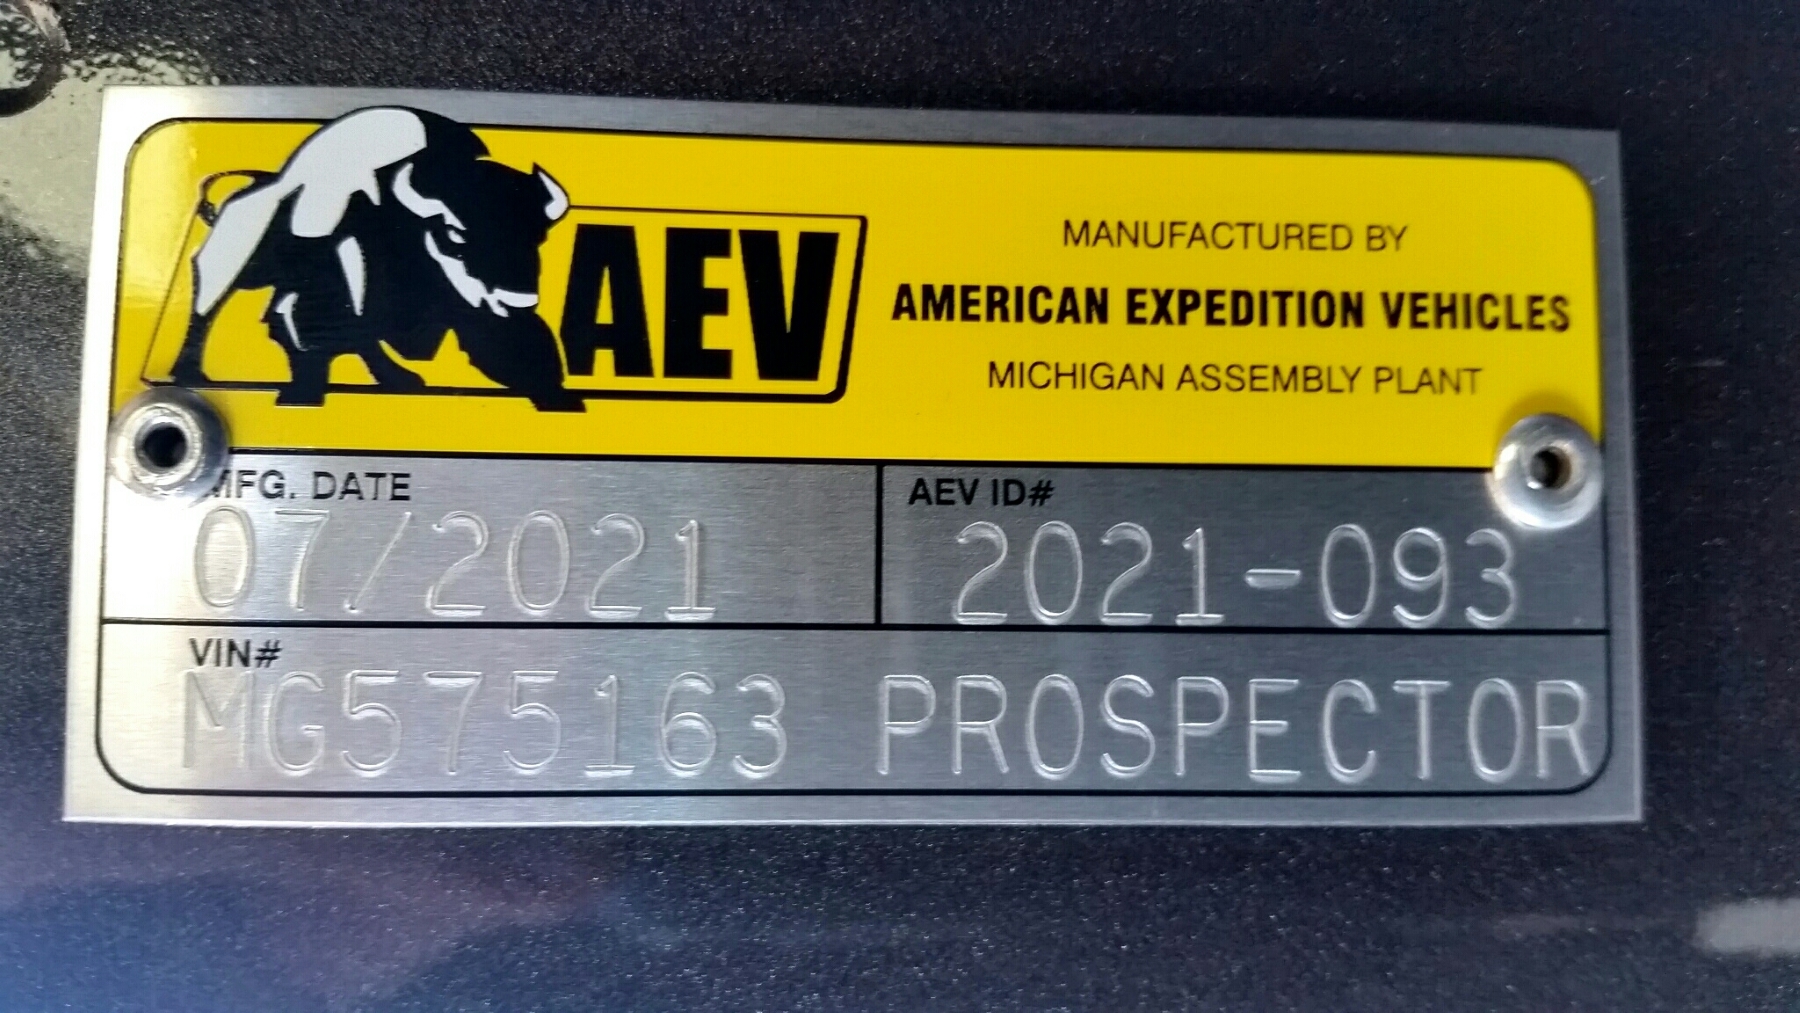 AEV
MANUFACTURED BY
AMERICAN EXPEDITION VEHICLES
MICHIGAN ASSEMBLY PLANT
MFG. DATE
07/2021
AEV ID#
2021-093
VIN#
MG575163 PROSPECTOR